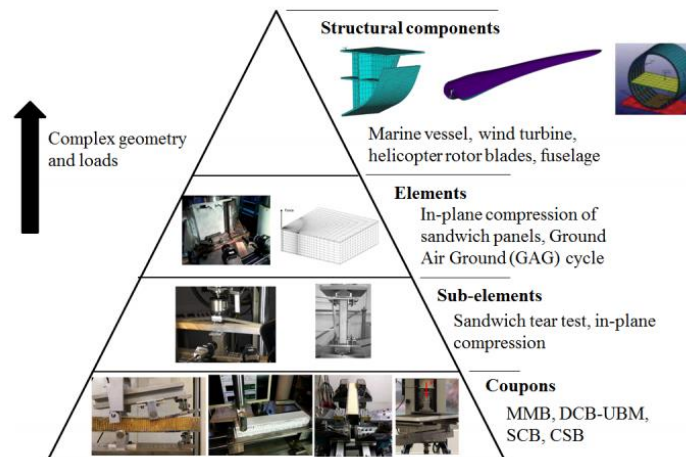 Structural components
Marine vessel, wind turbine,
helicopter rotor blades, fuselage
Complex geometry
and loads
Elements
In-plane compression of
sandwich panels, Ground
Air Ground (GAG) cycle
Sub-elements
Sandwich tear test, in-plane
compression
Coupons
MMB, DCB-UBM,
SCB, CSB